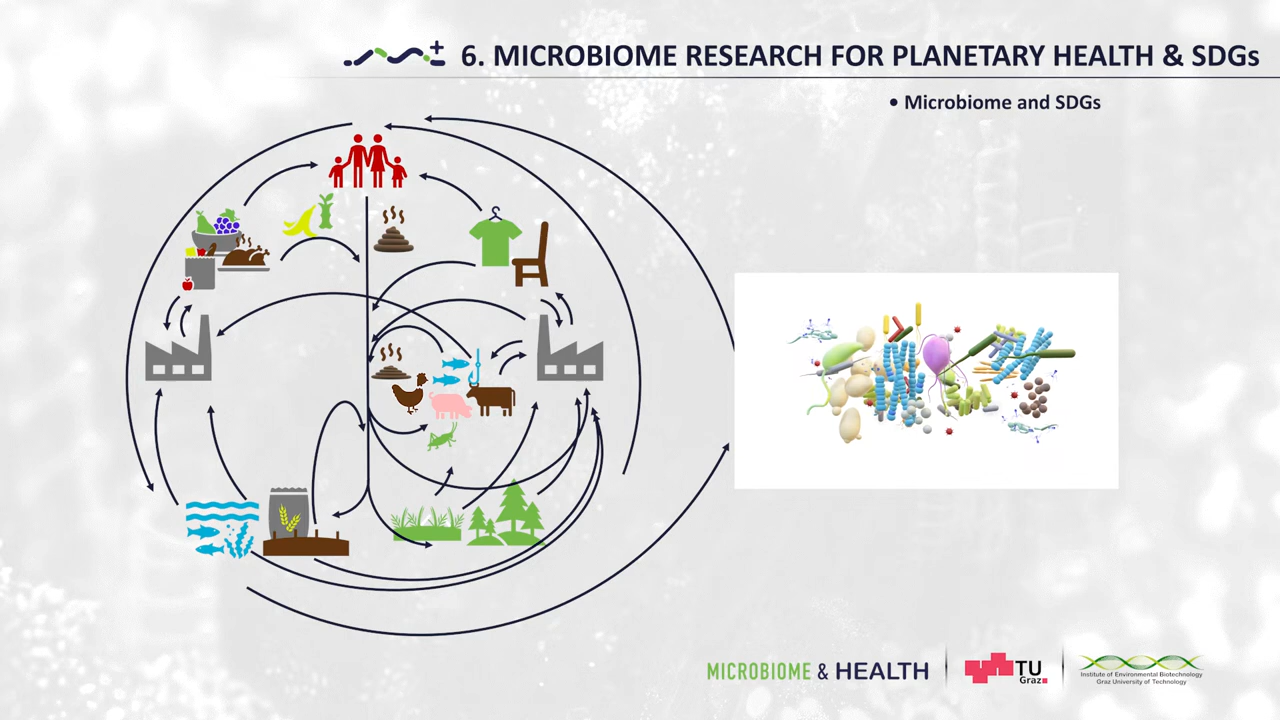 6. MICROBIOME RESEARCH FOR PLANETARY HEALTH & SDGs
• Microbiome and SDGs
MICROBIOME & HEALTH
TU
Graz
Institute of Environmental Biotechnology
Graz University of Technology